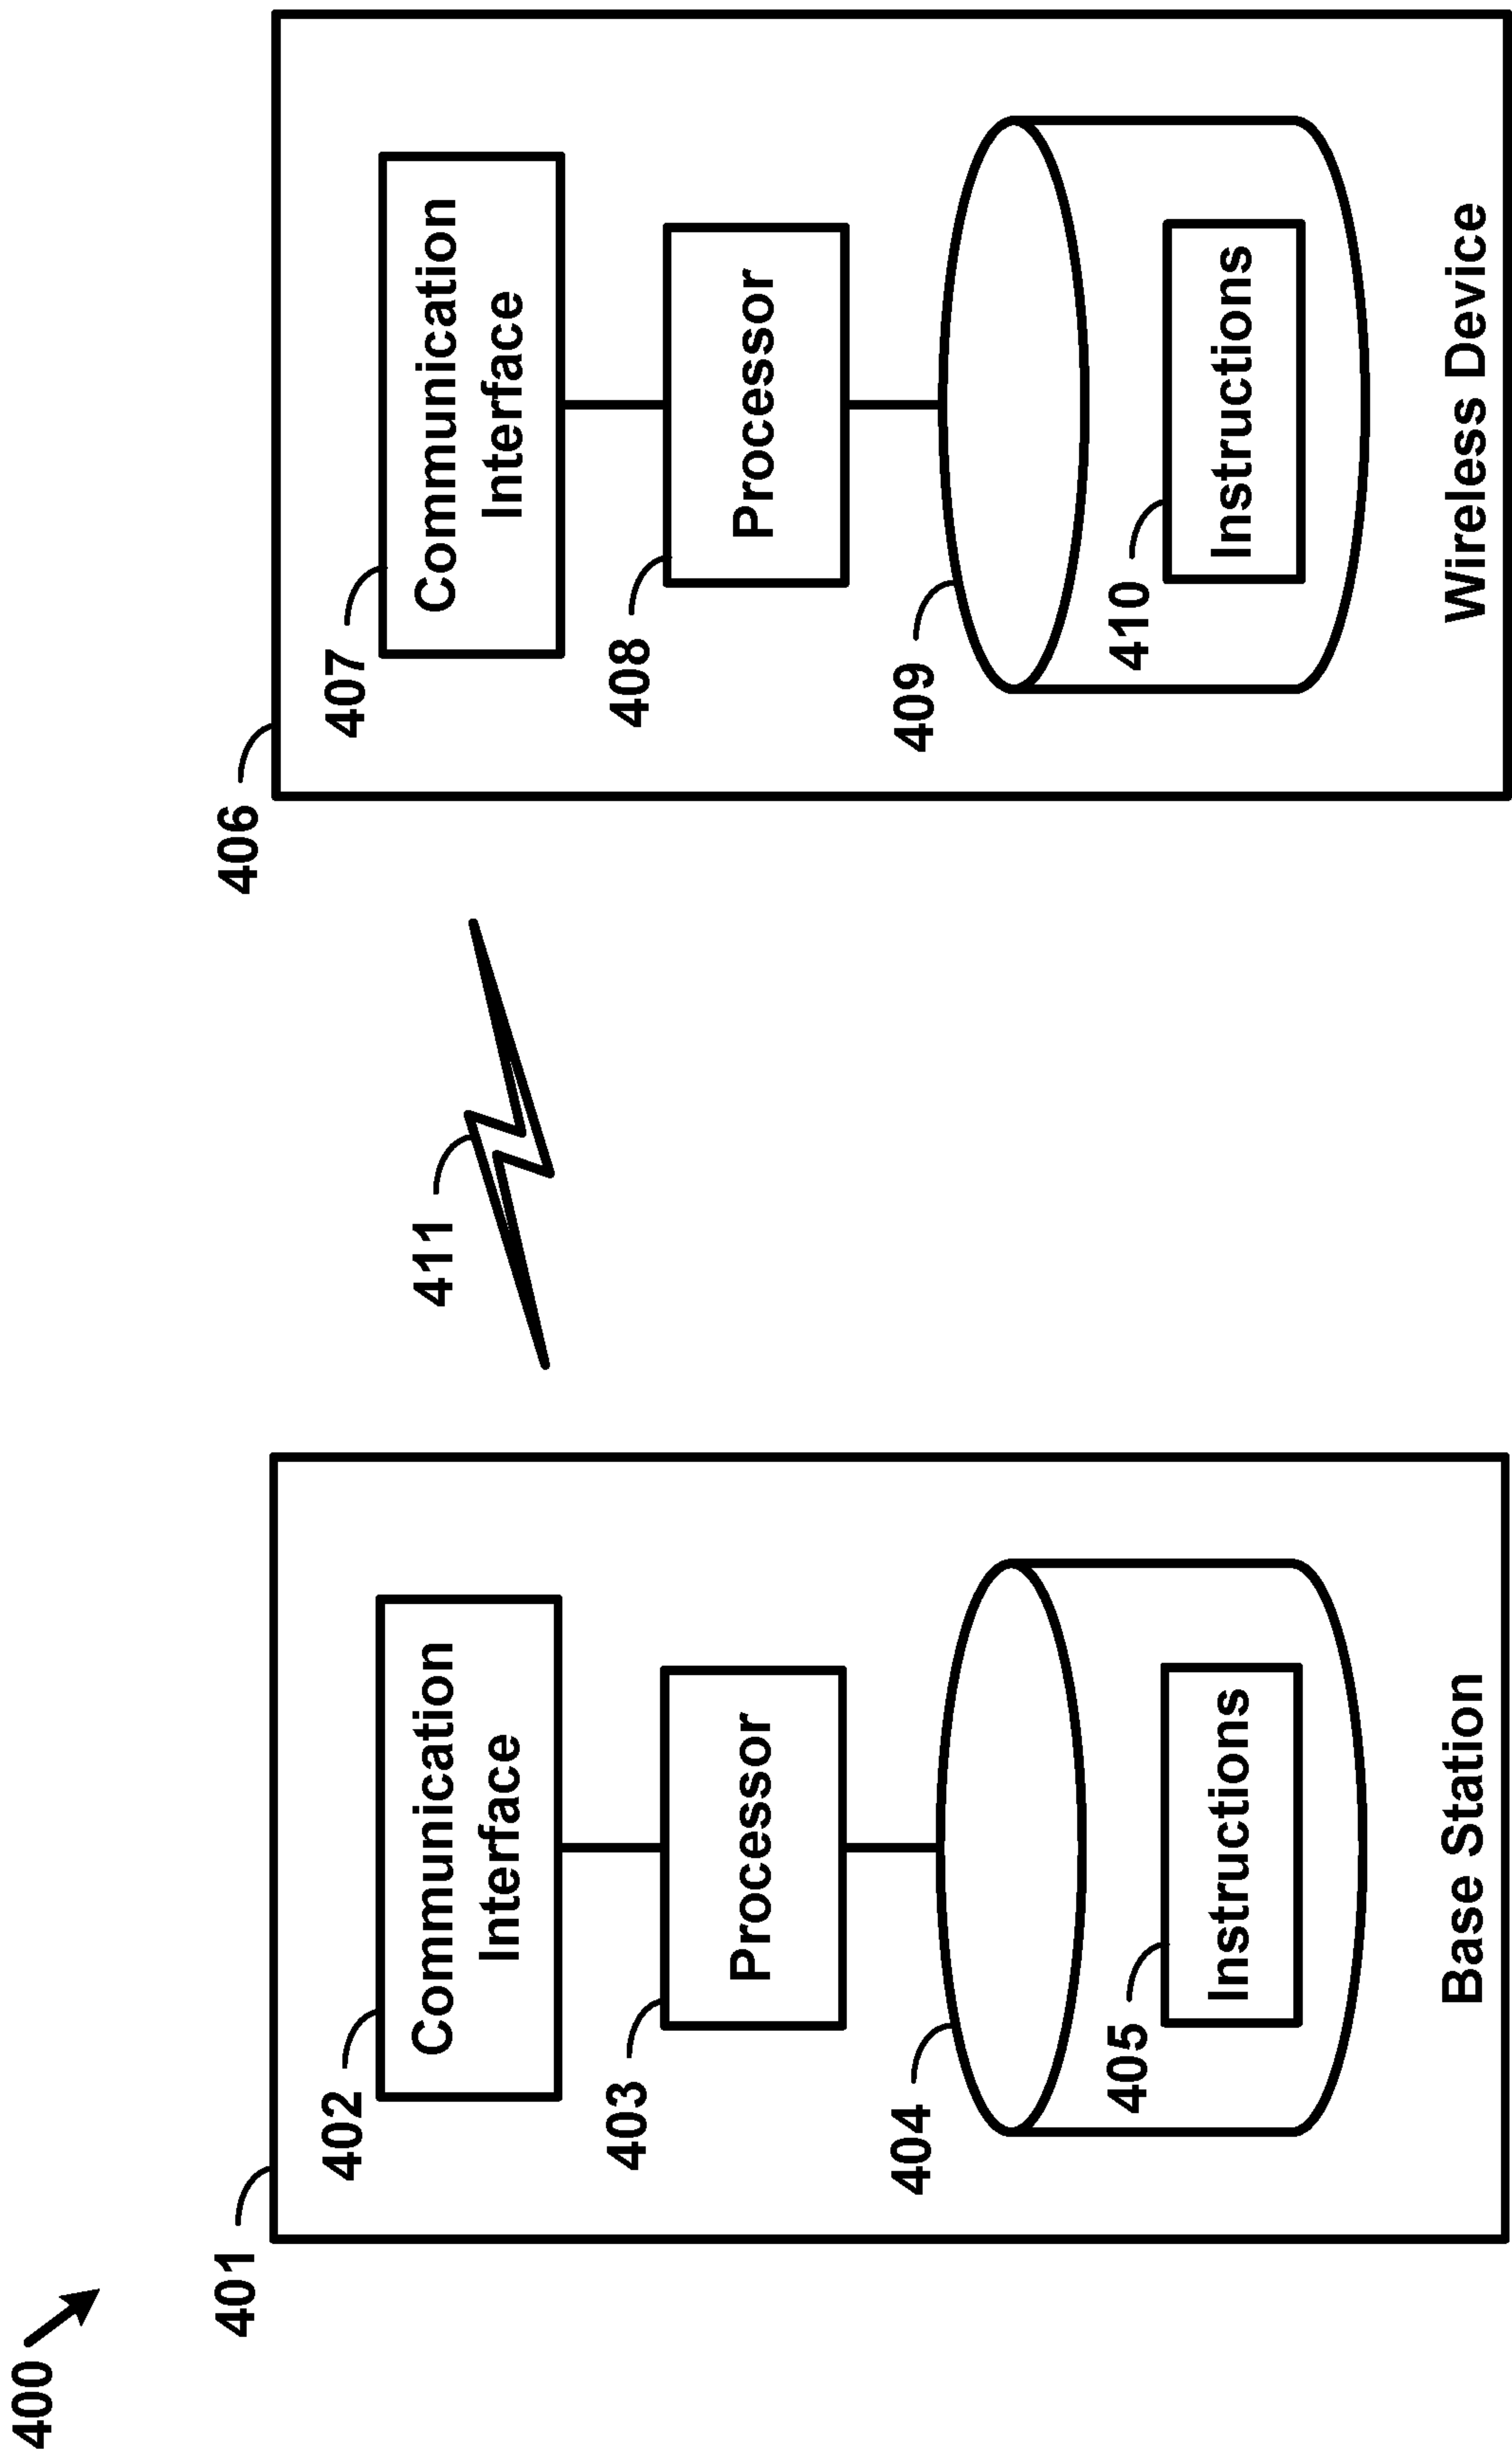 400
401
402
Communication
Interface
403
Processor
404
405
Instructions
Base Station
411
406
407
Communication
Interface
408
Processor
409
410
Instructions
Wireless Device